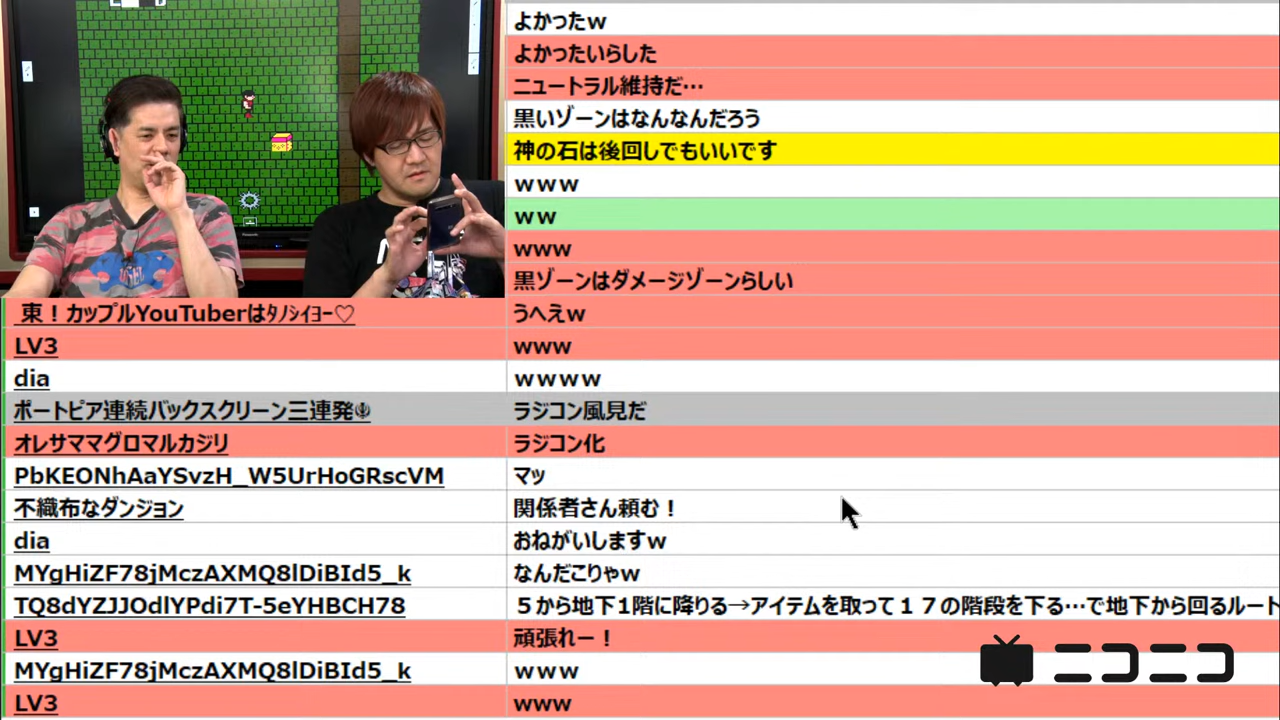 よかったｗ
よかったいらした
ニュートラル維持だ…
黒いゾーンはなんなんだろう
神の石は後回しでもいいです
ｗｗｗ
ｗｗ
www
黒ゾーンはダメージゾーンらしい
東！カップルYouTuberはﾀﾉｼｲﾖｰ♡ うへえw
LV3 www
dia ｗｗｗｗ
ポートピア連続バックスクリーン三連発☬ ラジコン風見だ
オレサママグロマルカジリ ラジコン化
PbKEONhAaYSvzH_W5UrHoGRscVM マッ
不織布なダンジョン 関係者さん頼む！
dia おねがいしますｗ
MYgHiZF78jMczAXMQ8lDiBId5_k なんだこりゃｗ
TQ8dYZJJOdlYPdi7T-5eYHBCH78 ５から地下1階に降りる→アイテムを取って１７の階段を下る…で地下から回るルート
LV3 頑張れー！
MYgHiZF78jMczAXMQ8lDiBId5_k ｗｗｗ
LV3 www
ニコニコ